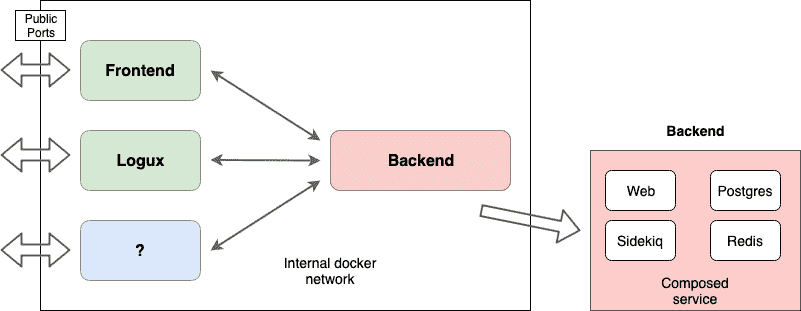 Public
Ports
Frontend
Logux
?
Backend
Internal docker
network
Backend
Web
Postgres
Sidekiq
Redis
Composed
service